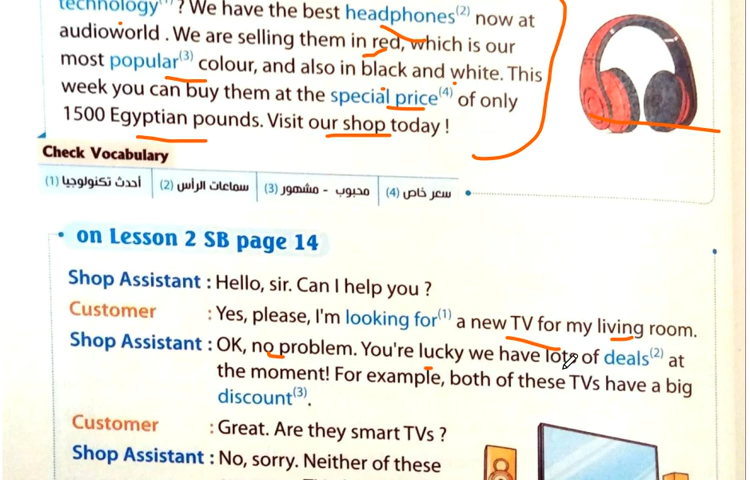 technology(1) ? We have the best headphones(2) now at
audioworld . We are selling them in red, which is our
most popular(3) colour, and also in black and white. This
week you can buy them at the special price(4) of only
1500 Egyptian pounds. Visit our shop today !
Check Vocabulary
(1) أحدث تكنولوجيا (2) سماعات الرأس (3) محبوب - مشهور (4) سعر خاص
on Lesson 2 SB page 14
Shop Assistant : Hello, sir. Can I help you ?
Customer : Yes, please, I'm looking for(1) a new TV for my living room.
Shop Assistant : OK, no problem. You're lucky we have lots of deals(2) at
the moment! For example, both of these TVs have a big
discount(3).
Customer : Great. Are they smart TVs ?
Shop Assistant : No, sorry. Neither of these